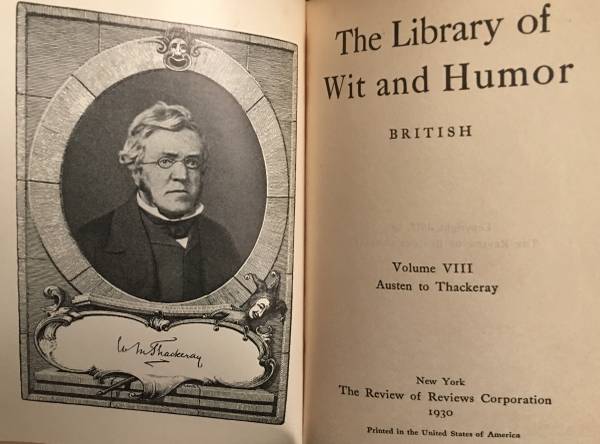 W M Thackeray
The Library of
Wit and Humor
BRITISH
Volume VIII
Austen to Thackeray
New York
The Review of Reviews Corporation
1930
Printed in the United States of America